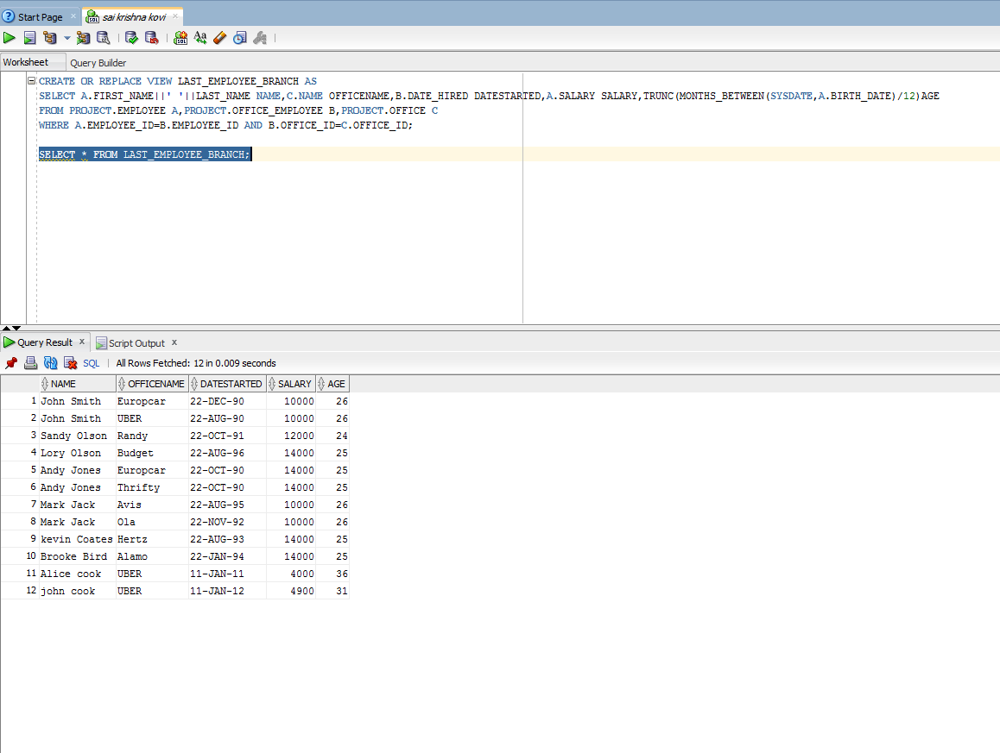 Start Page
sai krishna kovi
Worksheet
Query Builder
CREATE OR REPLACE VIEW LAST_EMPLOYEE_BRANCH AS
SELECT A.FIRST_NAME||' '||LAST_NAME NAME,C.NAME OFFICENAME,B.DATE_HIRED DATESTARTED,A.SALARY SALARY,TRUNC(MONTHS_BETWEEN(SYSDATE,A.BIRTH_DATE)/12)AGE
FROM PROJECT.EMPLOYEE A,PROJECT.OFFICE_EMPLOYEE B,PROJECT.OFFICE C
WHERE A.EMPLOYEE_ID=B.EMPLOYEE_ID AND B.OFFICE_ID=C.OFFICE_ID;
SELECT * FROM LAST_EMPLOYEE_BRANCH;
Query Result x Script Output x
SQL | All Rows Fetched: 12 in 0.009 seconds
NAME OFFICENAME DATESTARTED SALARY AGE
1 John Smith Europcar 22-DEC-90 10000 26
2 John Smith UBER 22-AUG-90 10000 26
3 Sandy Olson Randy 22-OCT-91 12000 24
4 Lory Olson Budget 22-AUG-96 14000 25
5 Andy Jones Europcar 22-OCT-90 14000 25
6 Andy Jones Thrifty 22-OCT-90 14000 25
7 Mark Jack Avis 22-AUG-95 10000 26
8 Mark Jack Ola 22-NOV-92 10000 26
9 kevin Coates Hertz 22-AUG-93 14000 25
10 Brooke Bird Alamo 22-JAN-94 14000 25
11 Alice cook UBER 11-JAN-11 4000 36
12 john cook UBER 11-JAN-12 4900 31